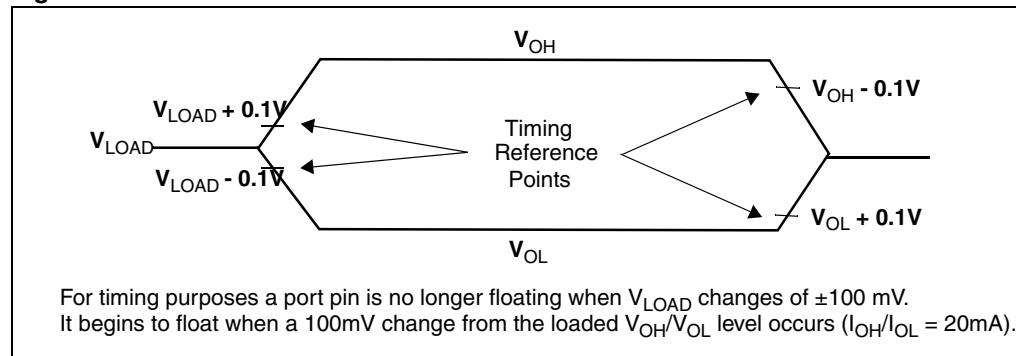 V_OH
V_LOAD + 0.1V
V_OH - 0.1V
V_LOAD
Timing
Reference
Points
V_LOAD - 0.1V
V_OL + 0.1V
V_OL
For timing purposes a port pin is no longer floating when V_LOAD changes of ±100 mV.
It begins to float when a 100mV change from the loaded V_OH/V_OL level occurs (I_OH/I_OL = 20mA).